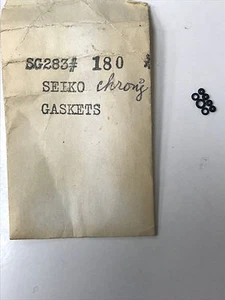 SG283# 180
SEIKO chrong
GASKETS